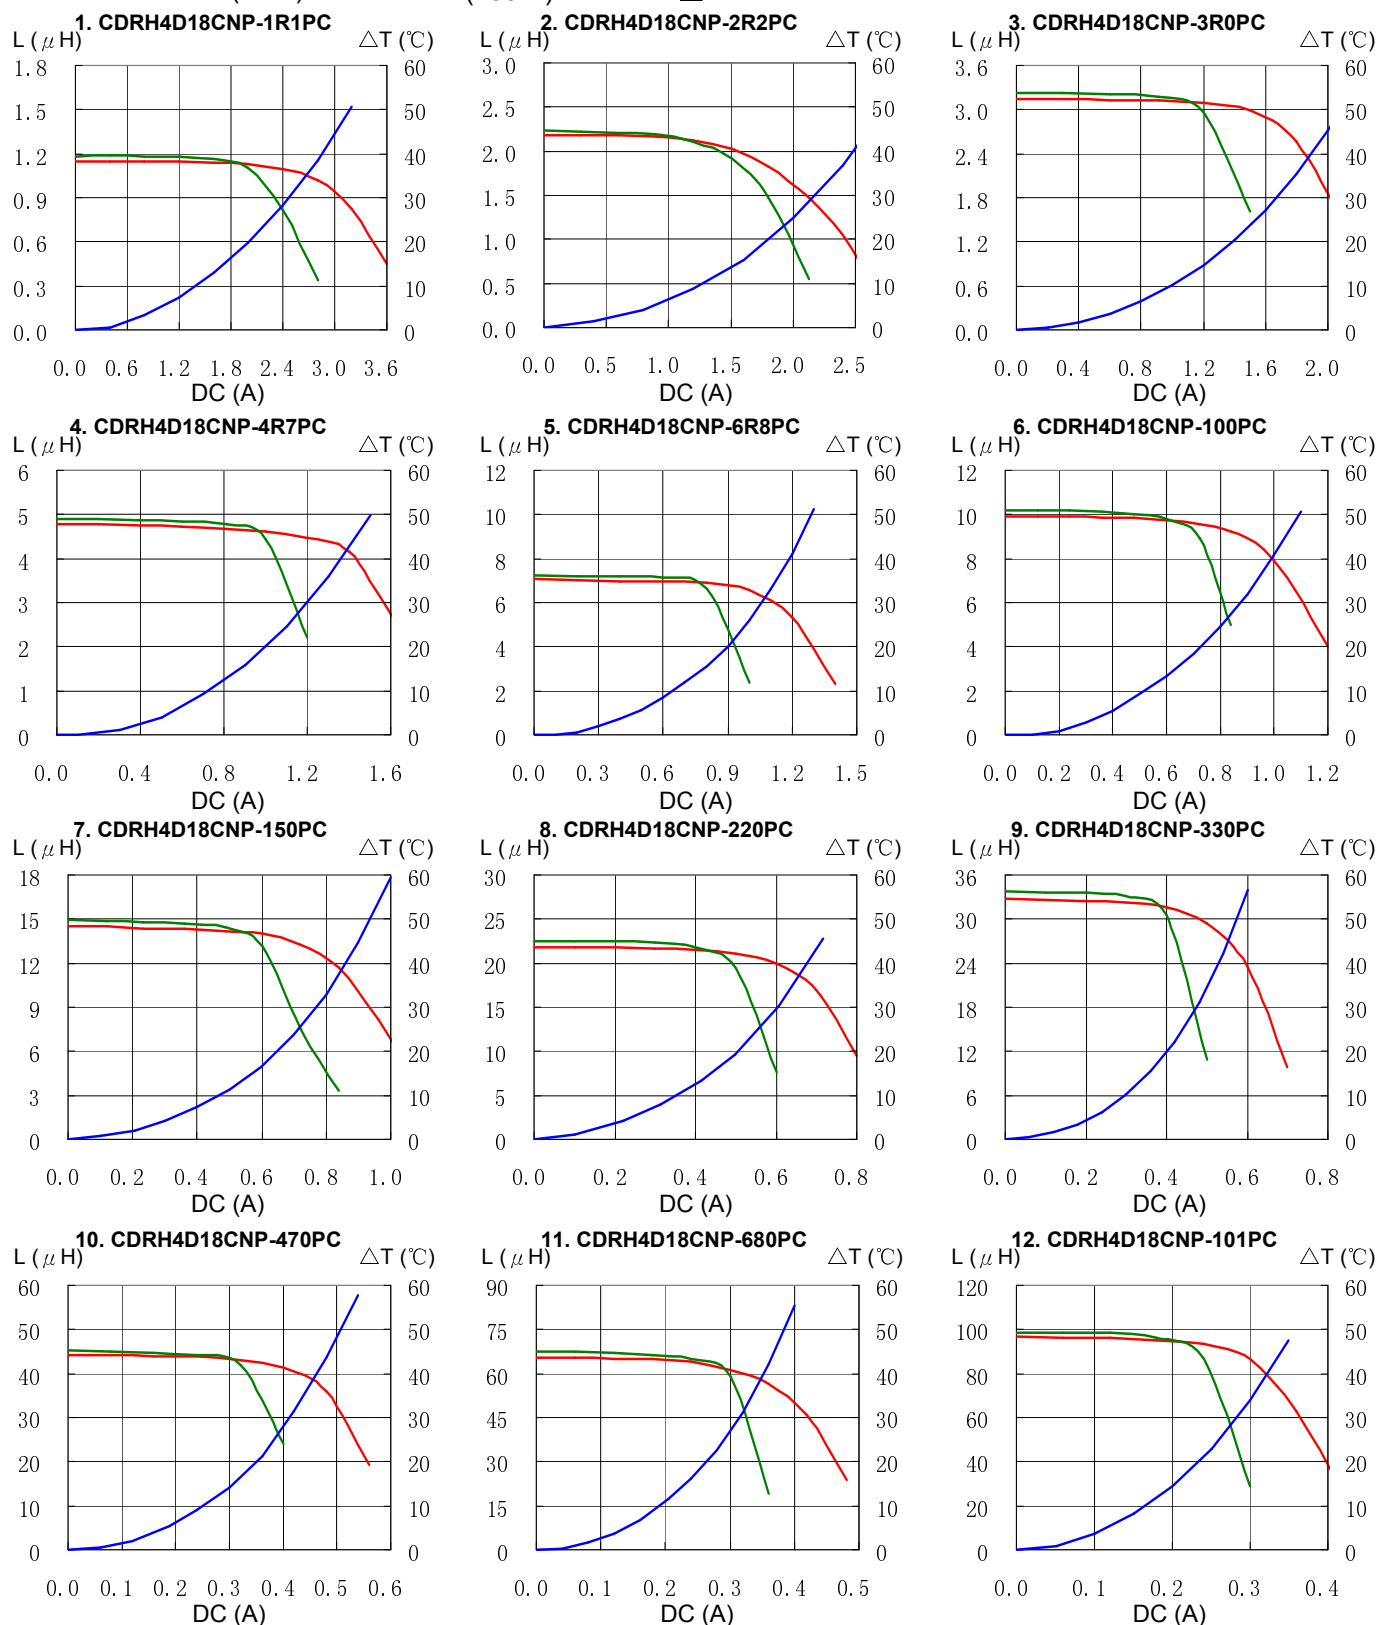 1. CDRH4D18CNP-1R1PC
L (μH) △T (℃)
1.8 60
1.5 50
1.2 40
0.9 30
0.6 20
0.3 10
0.0 0
0.0 0.6 1.2 1.8 2.4 3.0 3.6
DC (A)
2. CDRH4D18CNP-2R2PC
L (μH) △T (℃)
3.0 60
2.5 50
2.0 40
1.5 30
1.0 20
0.5 10
0.0 0
0.0 0.5 1.0 1.5 2.0 2.5
DC (A)
3. CDRH4D18CNP-3R0PC
L (μH) △T (℃)
3.6 60
3.0 50
2.4 40
1.8 30
1.2 20
0.6 10
0.0 0
0.0 0.4 0.8 1.2 1.6 2.0
DC (A)
4. CDRH4D18CNP-4R7PC
L (μH) △T (℃)
6 60
5 50
4 40
3 30
2 20
1 10
0 0
0.0 0.4 0.8 1.2 1.6
DC (A)
5. CDRH4D18CNP-6R8PC
L (μH) △T (℃)
12 60
10 50
8 40
6 30
4 20
2 10
0 0
0.0 0.3 0.6 0.9 1.2 1.5
DC (A)
6. CDRH4D18CNP-100PC
L (μH) △T (℃)
12 60
10 50
8 40
6 30
4 20
2 10
0 0
0.0 0.2 0.4 0.6 0.8 1.0 1.2
DC (A)
7. CDRH4D18CNP-150PC
L (μH) △T (℃)
18 60
15 50
12 40
9 30
6 20
3 10
0 0
0.0 0.2 0.4 0.6 0.8 1.0
DC (A)
8. CDRH4D18CNP-220PC
L (μH) △T (℃)
30 60
25 50
20 40
15 30
10 20
5 10
0 0
0.0 0.2 0.4 0.6 0.8
DC (A)
9. CDRH4D18CNP-330PC
L (μH) △T (℃)
36 60
30 50
24 40
18 30
12 20
6 10
0 0
0.0 0.2 0.4 0.6 0.8
DC (A)
10. CDRH4D18CNP-470PC
L (μH) △T (℃)
60 60
50 50
40 40
30 30
20 20
10 10
0 0
0.0 0.1 0.2 0.3 0.4 0.5 0.6
DC (A)
11. CDRH4D18CNP-680PC
L (μH) △T (℃)
90 60
75 50
60 40
45 30
30 20
15 10
0 0
0.0 0.1 0.2 0.3 0.4 0.5
DC (A)
12. CDRH4D18CNP-101PC
L (μH) △T (℃)
120 60
100 50
80 40
60 30
40 20
20 10
0 0
0.0 0.1 0.2 0.3 0.4
DC (A)